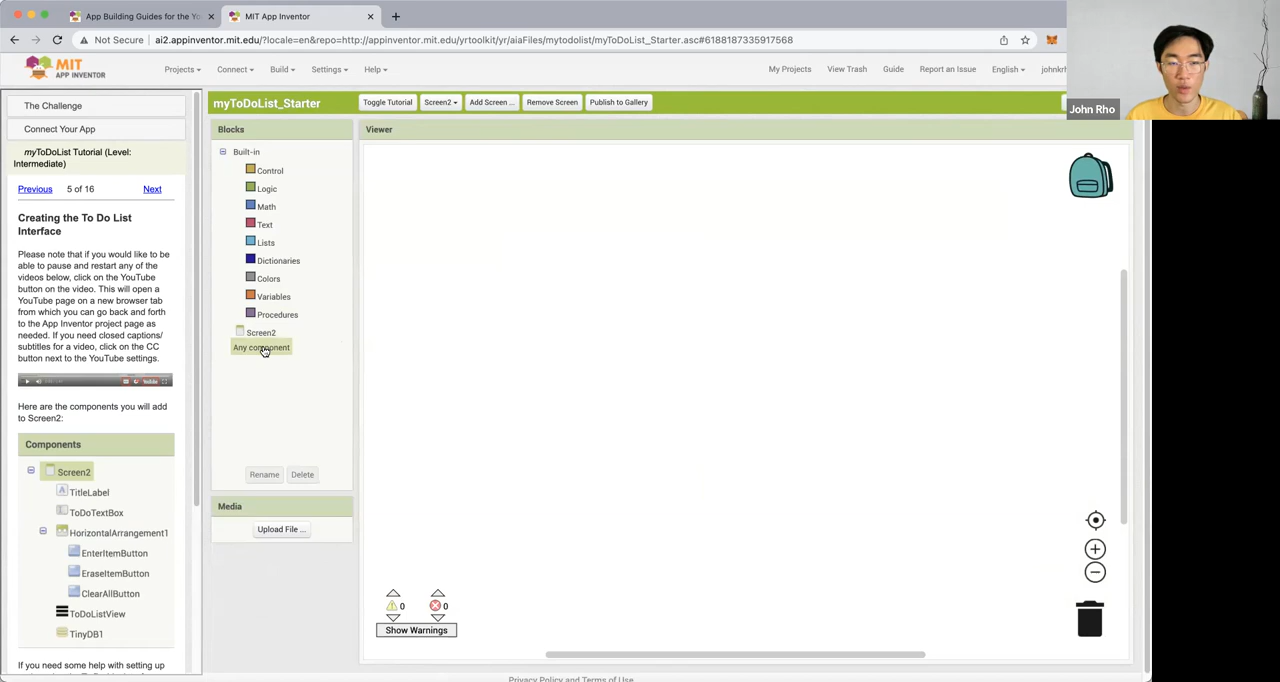 App Building Guides for the Yo
MIT App Inventor
Not Secure
ai2.appinventor.mit.edu/?locale=en&repo=http://appinventor.mit.edu/yrtoolkit/yr/aiaFiles/mytodolist/myToDoList_Starter.asc#6188187335917568
MIT
APP INVENTOR
Projects
Connect
Build
Settings
Help
My Projects
View Trash
Guide
Report an Issue
English
johnkrh
John Rho
The Challenge
Connect Your App
myToDoList Tutorial (Level:
Intermediate)
Previous
5 of 16
Next
Creating the To Do List
Interface
Please note that if you would like to be
able to pause and restart any of the
videos below, click on the YouTube
button on the video. This will open a
YouTube page on a new browser tab
from which you can go back and forth
to the App Inventor project page as
needed. If you need closed captions/
subtitles for a video, click on the CC
button next to the YouTube settings.
Here are the components you will add
to Screen2:
Components
Screen2
TitleLabel
ToDoTextBox
HorizontalArrangement1
EnterItemButton
EraseItemButton
ClearAllButton
ToDoListView
TinyDB1
If you need some help with setting up
myToDoList_Starter
Toggle Tutorial
Screen2
Add Screen ...
Remove Screen
Publish to Gallery
Blocks
Built-in
Control
Logic
Math
Text
Lists
Dictionaries
Colors
Variables
Procedures
Screen2
Any component
Rename
Delete
Media
Upload File ...
Viewer
0
0
Show Warnings
Privacy Policy and Terms of Use